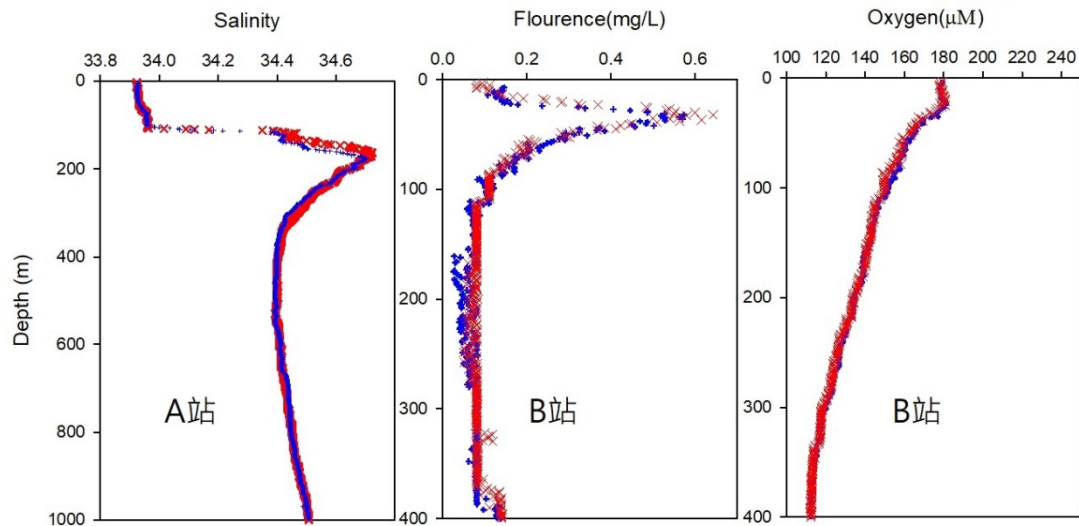 Salinity
33.8 34.0 34.2 34.4 34.6
0
200
400
600
800
1000
Depth (m)
A站
Flourence(mg/L)
0.0 0.2 0.4 0.6
0
100
200
300
400
B站
Oxygen(μM)
100 120 140 160 180 200 220 240
0
100
200
300
400
B站